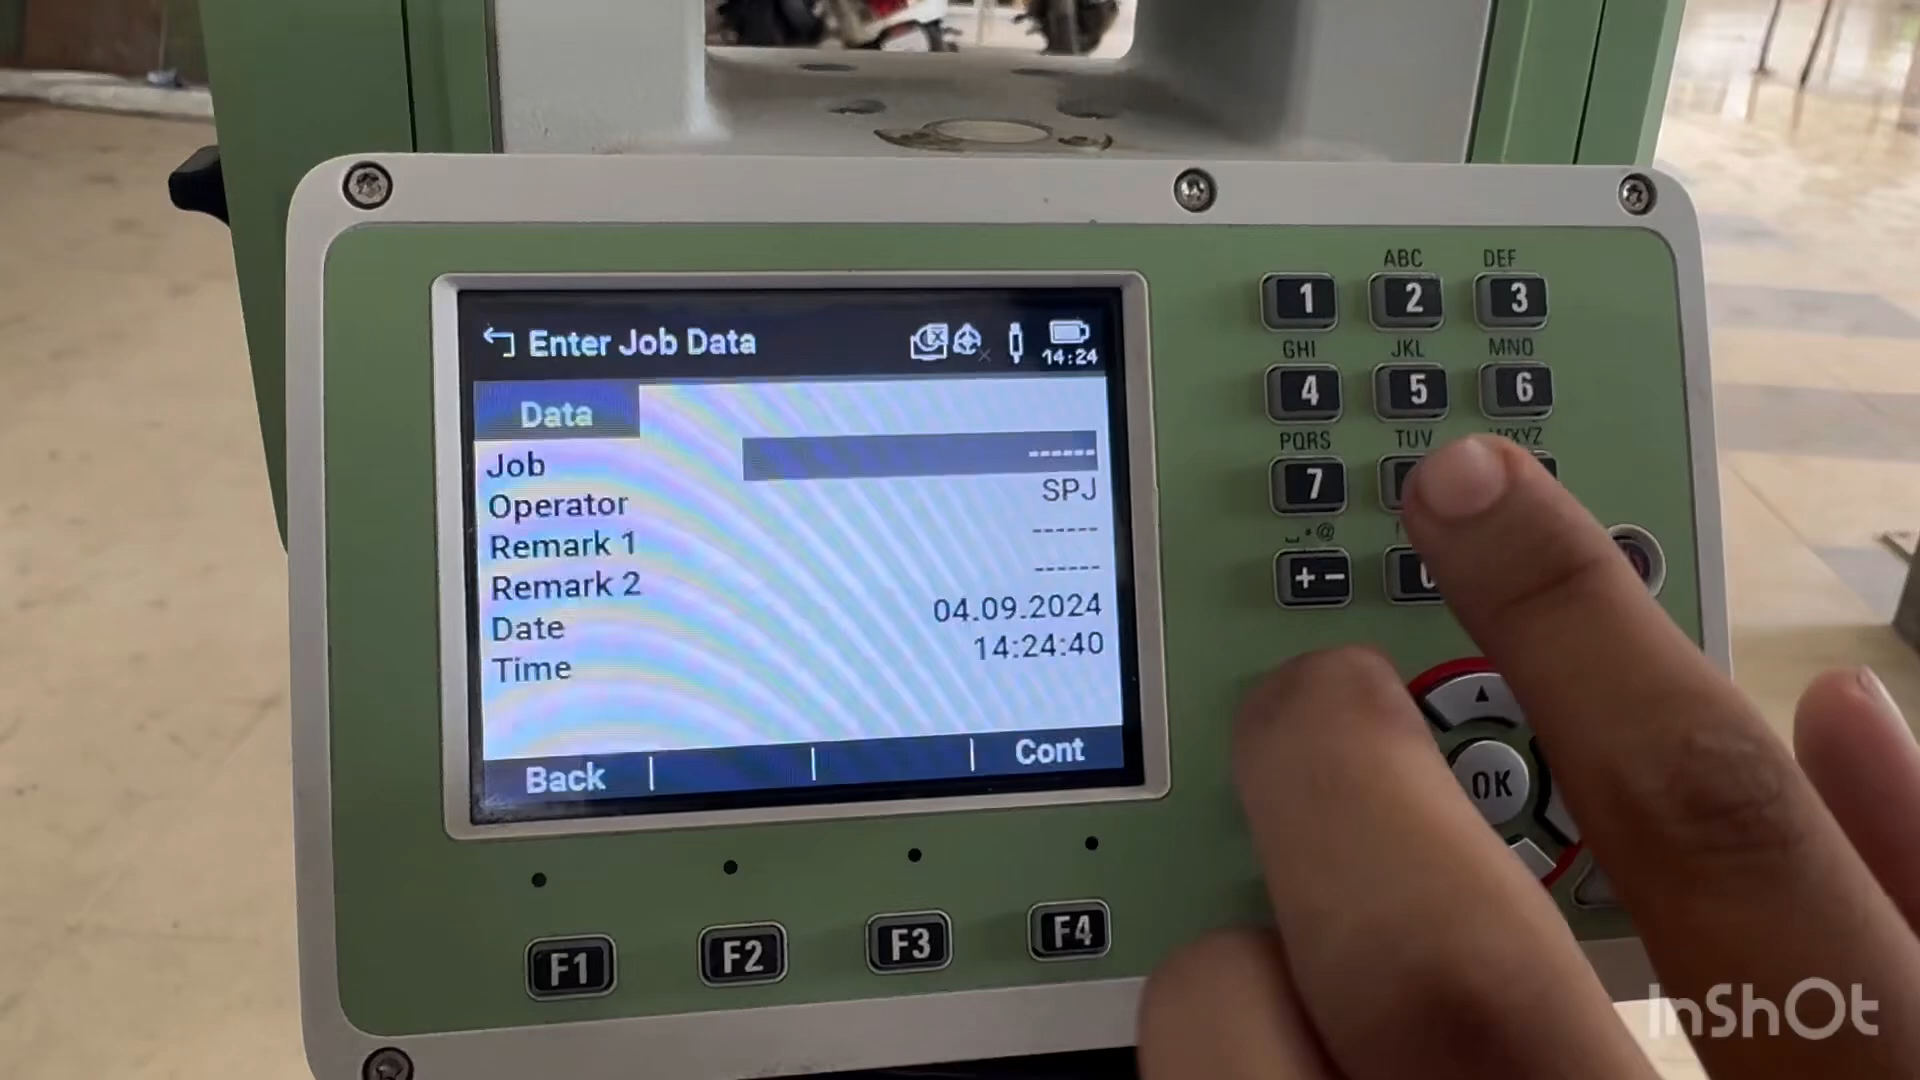 Enter Job Data
14:24
Data
Job ------
Operator SPJ
Remark 1 ------
Remark 2 ------
Date 04.09.2024
Time 14:24:40
Back | | | Cont
F1 F2 F3 F4
ABC DEF
1 2 3
GHI JKL MNO
4 5 6
PQRS TUV
7
+ -
OK
InShOt